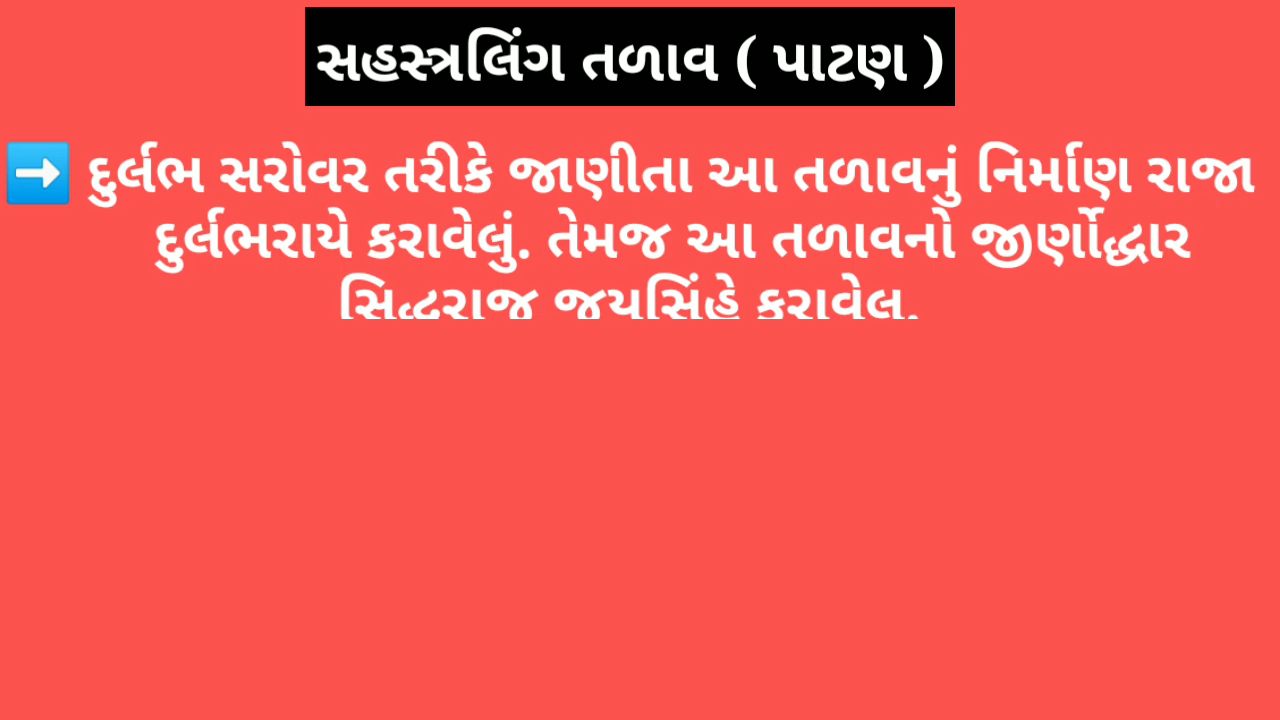 સહસ્ત્રલિંગ તળાવ ( પાટણ )
➡️ દુર્લભ સરોવર તરીકે જાણીતા આ તળાવનું નિર્માણ રાજા
દુર્લભરાયે કરાવેલું. તેમજ આ તળાવનો જીર્ણોદ્ધાર
સિદ્ધરાજ જયસિંહે કરાવેલ.